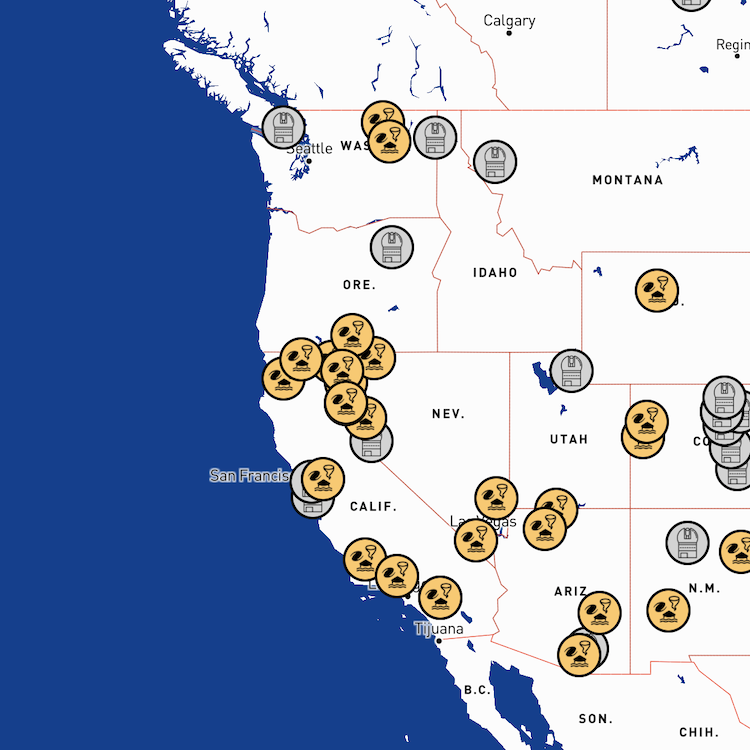 Calgary
Regin
Seattle
WAS
MONTANA
IDAHO
ORE.
NEV.
UTAH
CO
San Francis
CALIF.
Las Vegas
ARIZ
N.M.
Tijuana
B.C.
SON.
CHIH.